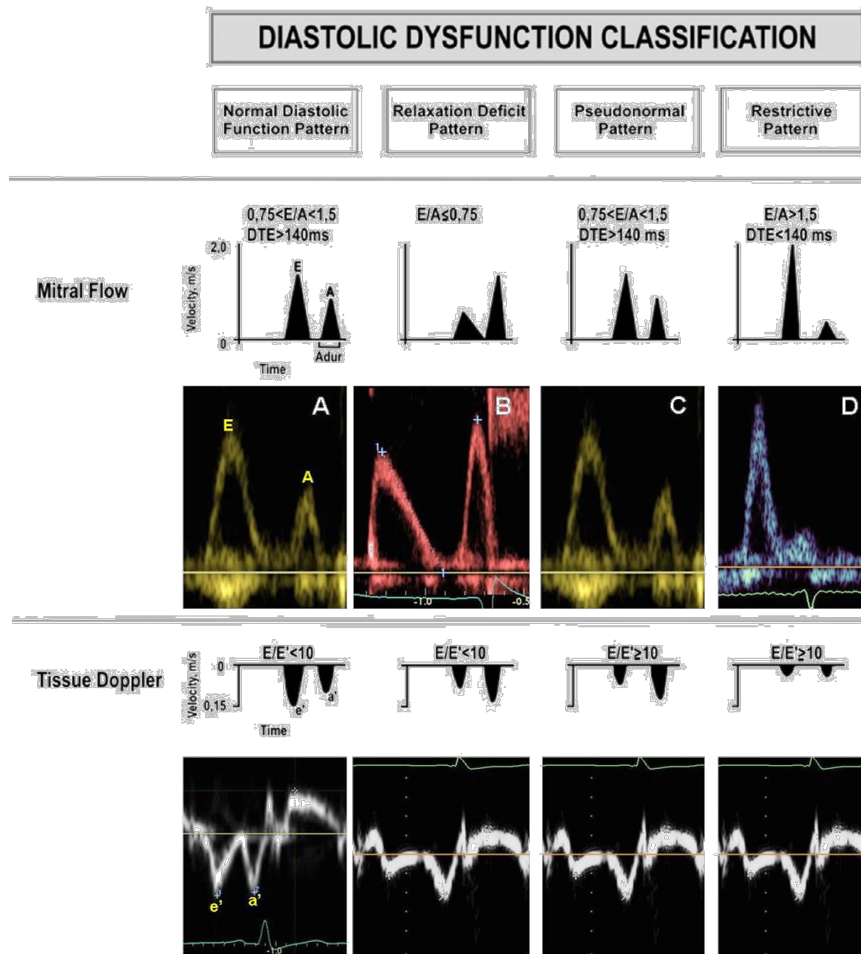 DIASTOLIC DYSFUNCTION CLASSIFICATION
Normal Diastolic
Function Pattern
Relaxation Deficit
Pattern
Pseudonormal
Pattern
Restrictive
Pattern
0,75<E/A<1,5
DTE>140ms
E/A≤0,75
0,75<E/A<1,5
DTE>140 ms
E/A>1,5
DTE<140 ms
Mitral Flow
Velocity, m/s
2,0
0
E
A
Adur
Time
A
E
A
B
1
-1.0
-0.5
C
D
E/E'<10
E/E'<10
E/E'≥10
E/E'≥10
Tissue Doppler
Velocity, m/s
0
0,15
e'
a'
Time
e'
a'
-1.0